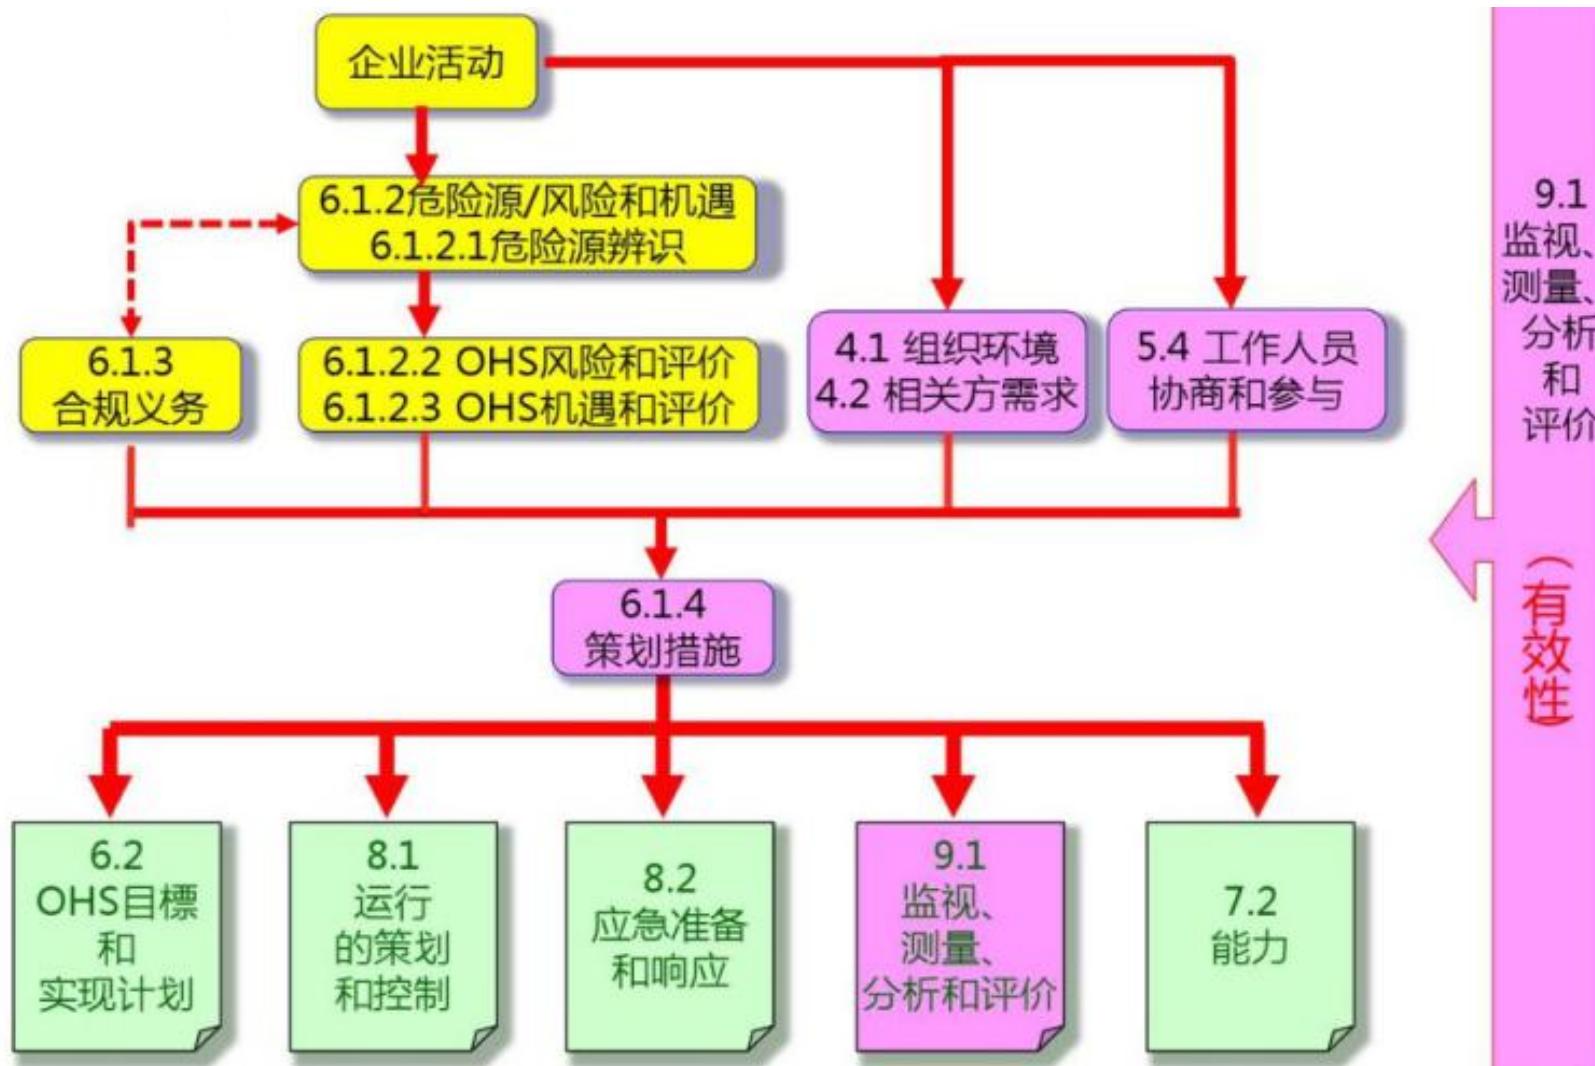 企业活动
6.1.2危险源/风险和机遇
6.1.2.1危险源辨识
6.1.3
合规义务
6.1.2.2 OHS风险和评价
6.1.2.3 OHS机遇和评价
4.1 组织环境
4.2 相关方需求
5.4 工作人员
协商和参与
6.1.4
策划措施
6.2
OHS目標
和
实现计划
8.1
运行
的策划
和控制
8.2
应急准备
和响应
9.1
监视、
测量、
分析和评价
7.2
能力
9.1
监视、
测量、
分析
和
评价
（有效性）